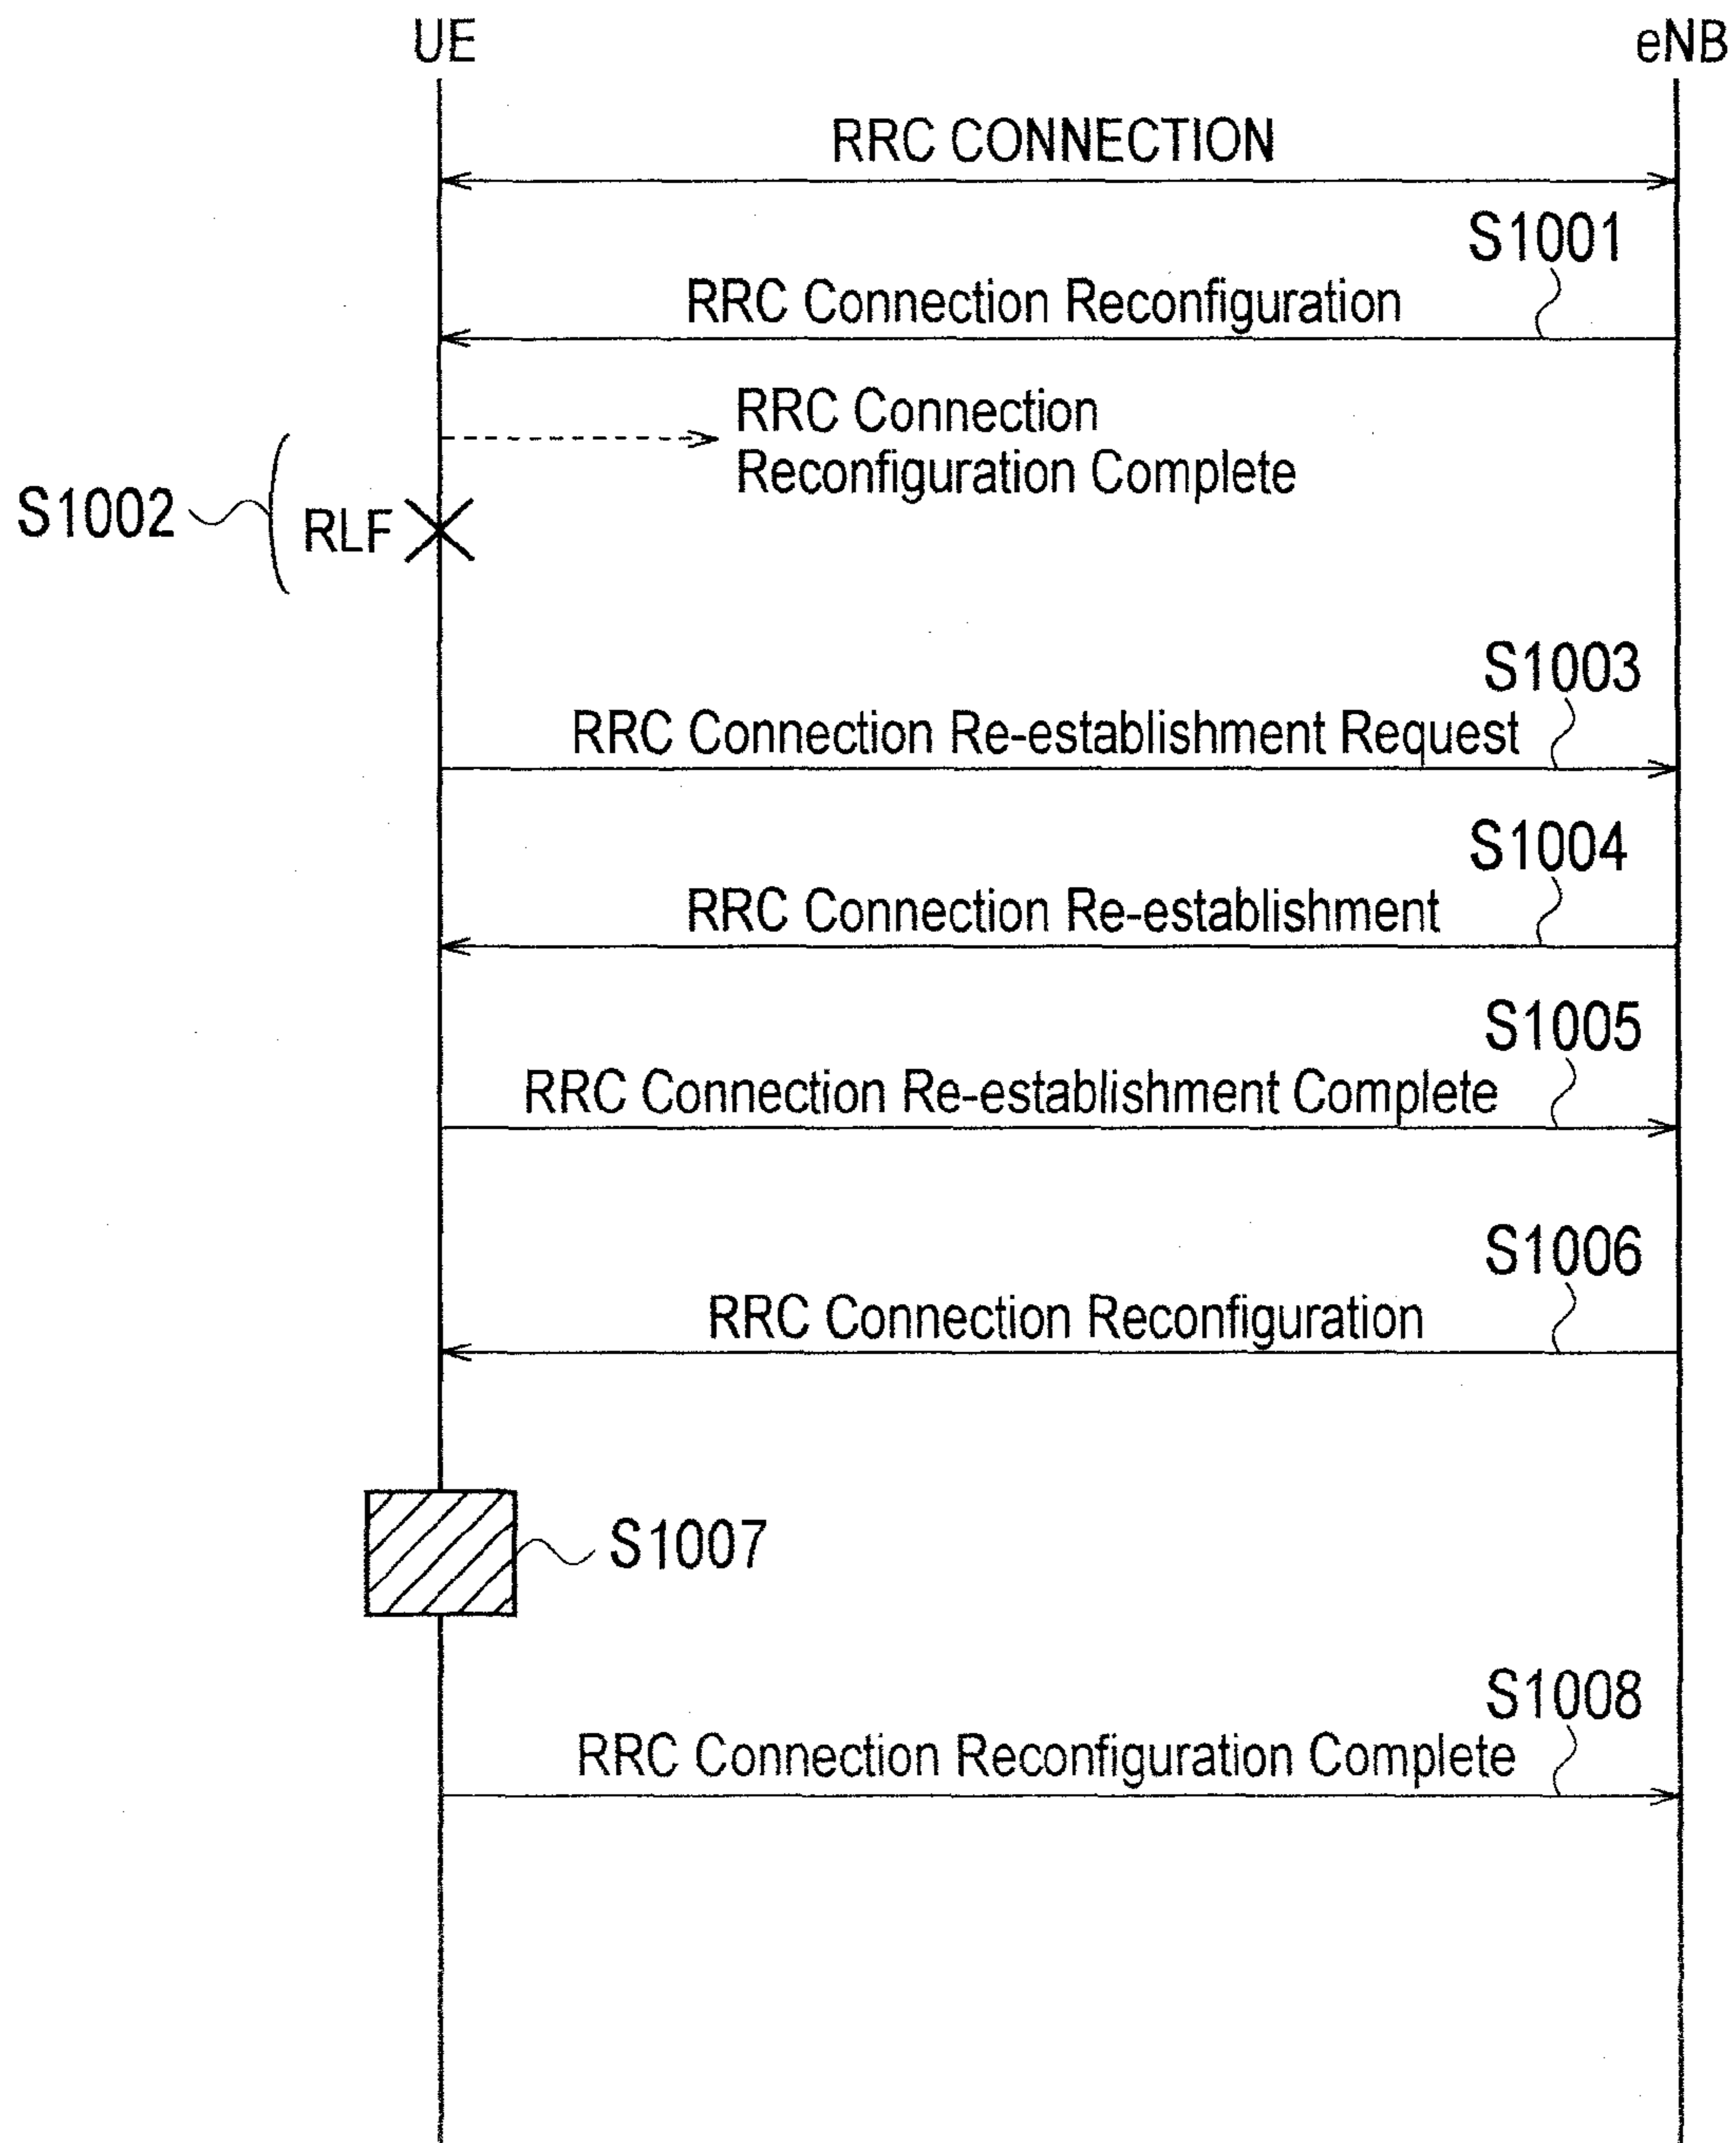 UE
eNB
RRC CONNECTION
S1001
RRC Connection Reconfiguration
RRC Connection
Reconfiguration Complete
S1002
RLF
S1003
RRC Connection Re-establishment Request
S1004
RRC Connection Re-establishment
S1005
RRC Connection Re-establishment Complete
S1006
RRC Connection Reconfiguration
S1007
S1008
RRC Connection Reconfiguration Complete